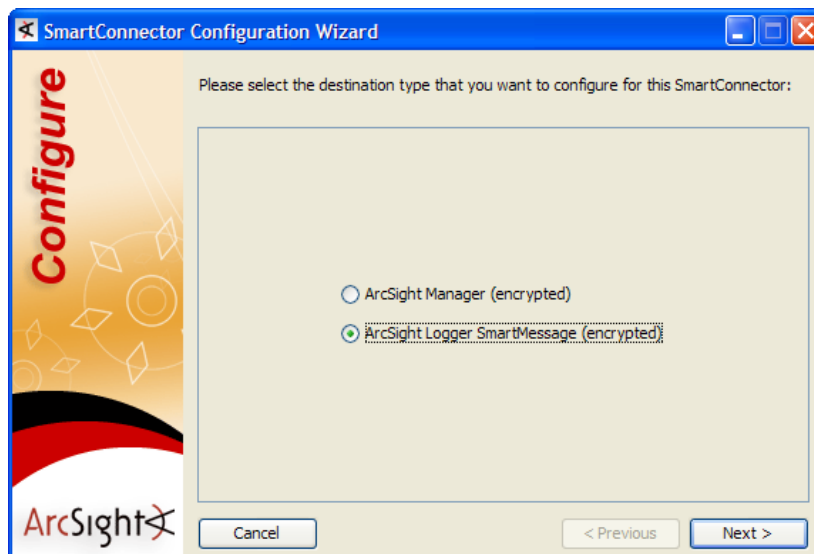 SmartConnector Configuration Wizard
Configure
Please select the destination type that you want to configure for this SmartConnector:
ArcSight Manager (encrypted)
ArcSight Logger SmartMessage (encrypted)
ArcSight
Cancel
< Previous
Next >